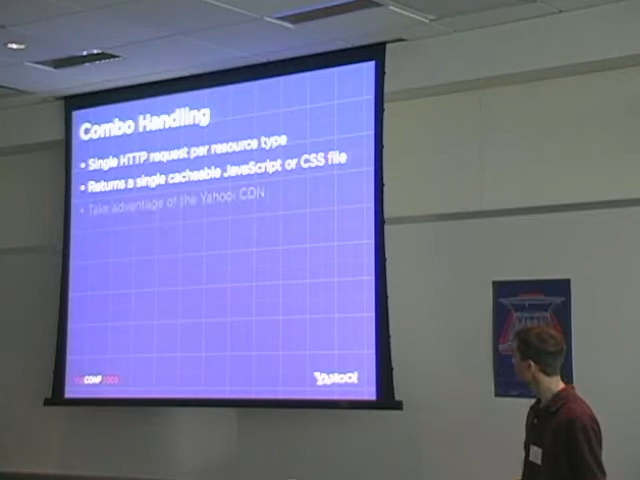 Combo Handling
• Single HTTP request per resource type
• Returns a single cacheable JavaScript or CSS file
• Take advantage of the Yahoo! CDN
YUICONF2009
YAHOO!